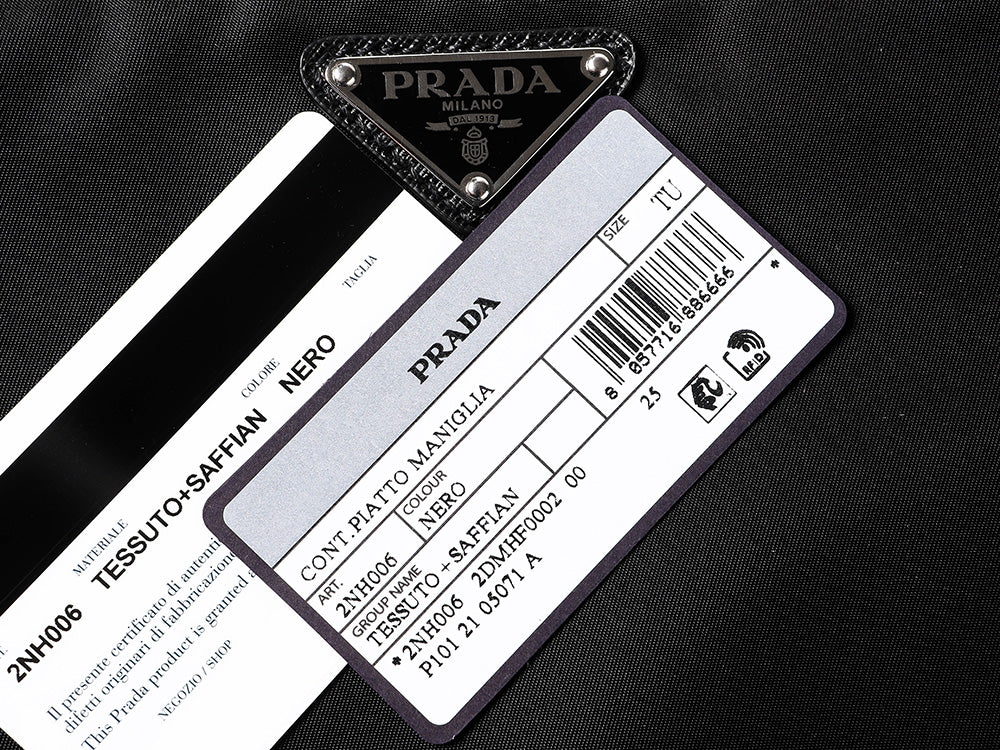 PRADA
MILANO
DAL 1913
TAGLIA
COLORE
NERO
MATERIALE
TESSUTO+SAFFIAN
2NH006
Il presente certificato di autenti
difetti originari di fabbricazione
This Prada product is granted a
NEGOZIO / SHOP
PRADA
SIZE
TU
CONT.PIATTO MANIGLIA
ART.
2NH006
COLOUR
NERO
GROUP NAME
TESSUTO + SAFFIAN
*2NH006 2DMHF0002 00
P101 21 05071 A
8 057716 886666
*
25
RFID